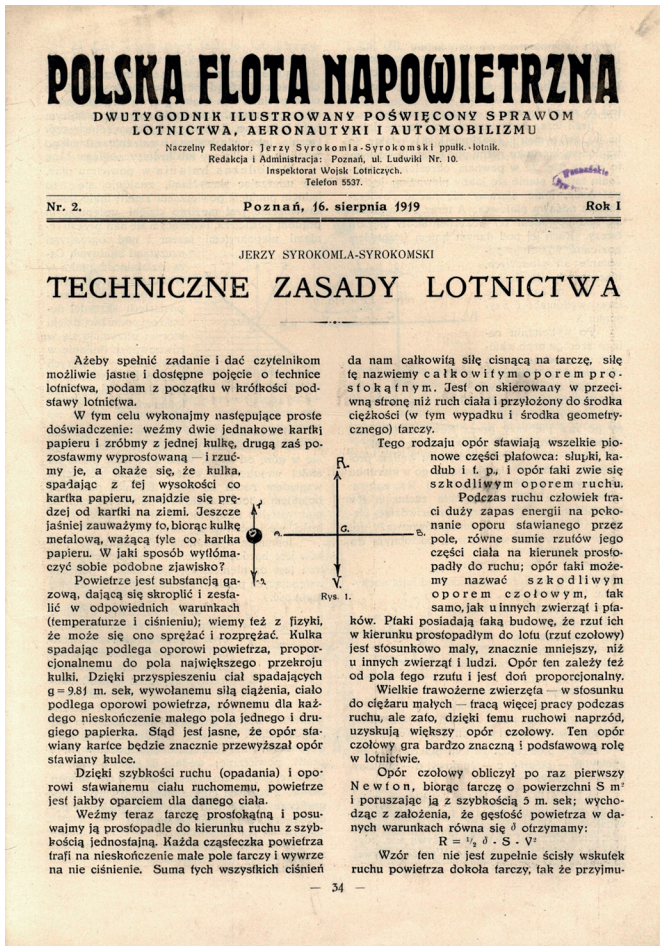 POLSKA FLOTA NAPOWIETRZNA
DWUTYGODNIK ILUSTROWANY POŚWIĘCONY SPRAWOM
LOTNICTWA, AERONAUTYKI I AUTOMOBILIZMU
Naczelny Redaktor: Jerzy Syrokomla-Syrokomski ppułk.-lotnik.
Redakcja i Administracja: Poznań, ul. Ludwiki Nr. 10.
Inspektorat Wojsk Lotniczych.
Telefon 5537.
Nr. 2. Poznań, 16. sierpnia 1919 Rok I
JERZY SYROKOMLA-SYROKOMSKI
TECHNICZNE ZASADY LOTNICTWA
Ażeby spełnić zadanie i dać czytelnikom
możliwie jasne i dostępne pojęcie o technice
lotnictwa, podam z początku w krótkości pod-
stawy lotnictwa.
W tym celu wykonajmy następujące proste
doświadczenie: weźmy dwie jednakowe kartki
papieru i zróbmy z jednej kulkę, drugą zaś po-
zostawmy wyprostowaną — i rzuć-
my je, a okaże się, że kulka,
spadając z tej wysokości co
kartka papieru, znajdzie się prę-
dzej od kartki na ziemi. Jeszcze
jaśniej zauważymy to, biorąc kulkę
metalową, ważącą tyle co kartka
papieru. W jaki sposób wytłóma-
czyć sobie podobne zjawisko?
Powietrze jest substancją ga-
zową, dającą się skroplić i zesta-
lić w odpowiednich warunkach
(temperaturze i ciśnieniu); wiemy też z fizyki,
że może się ono sprężać i rozprężać. Kulka
spadając podlega oporowi powietrza, propor-
cjonalnemu do pola największego przekroju
kulki. Dzięki przyspieszeniu ciał spadających
g = 9.81 m. sek, wywołanemu siłą ciążenia, ciało
podlega oporowi powietrza, równemu dla każ-
dego nieskończenie małego pola jednego i dru-
giego papierka. Stąd jest jasne, że opór sta-
wiany kartce będzie znacznie przewyższał opór
stawiany kulce.
Dzięki szybkości ruchu (opadania) i opo-
rowi stawianemu ciału ruchomemu, powietrze
jest jakby oparciem dla danego ciała.
Weźmy teraz tarczę prostokątną i posu-
wajmy ją prostopadle do kierunku ruchu z szyb-
kością jednostajną. Każda cząsteczka powietrza
trafi na nieskończenie małe pole tarczy i wywrze
na nie ciśnienie. Suma tych wszystkich ciśnień
R.
A. G. B.
V.
Rys. 1.
da nam całkowitą siłę cisnącą na tarczę, siłę
tę nazwiemy całkowitym oporem pro-
stokątnym. Jest on skierowany w przeci-
wną stronę niż ruch ciała i przyłożony do środka
ciężkości (w tym wypadku i środka geometry-
cznego) tarczy.
Tego rodzaju opór stawiają wszelkie pio-
nowe części płatowca: słupki, ka-
dłub i t. p., i opór taki zwie się
szkodliwym oporem ruchu.
Podczas ruchu człowiek tra-
ci duży zapas energii na poko-
nanie oporu stawianego przez
pole, równe sumie rzutów jego
części ciała na kierunek prosto-
padły do ruchu; opór taki może-
my nazwać szkodliwym
oporem czołowym, tak
samo, jak u innych zwierząt i pta-
ków. Ptaki posiadają taką budowę, że rzut ich
w kierunku prostopadłym do lotu (rzut czołowy)
jest stosunkowo mały, znacznie mniejszy, niż
u innych zwierząt i ludzi. Opór ten zależy też
od pola tego rzutu i jest doń proporcjonalny.
Wielkie trawożerne zwierzęta — w stosunku
do ciężaru małych — tracą więcej pracy podczas
ruchu, ale zato, dzięki temu ruchowi naprzód,
uzyskują większy opór czołowy. Ten opór
czołowy gra bardzo znaczną i podstawową rolę
w lotnictwie.
Opór czołowy obliczył po raz pierwszy
Newton, biorąc tarczę o powierzchni S m²
i poruszając ją z szybkością 5 m. sek; wycho-
dząc z założenia, że gęstość powietrza w da-
nych warunkach równa się ∂ otrzymamy:
R = ½ ∂ · S · V²
Wzór ten nie jest zupełnie ścisły wskutek
ruchu powietrza dokoła tarczy, tak że przyjmu-
— 34 —